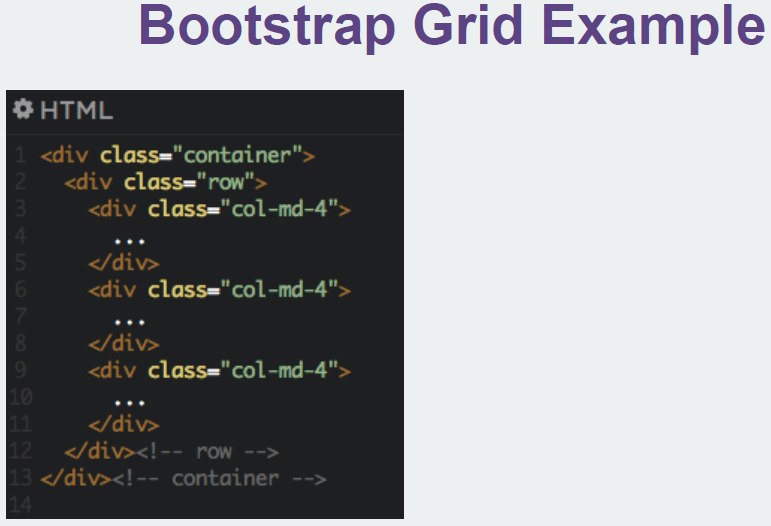 Bootstrap Grid Example
HTML
1 <div class="container">
2   <div class="row">
3     <div class="col-md-4">
4       ...
5     </div>
6     <div class="col-md-4">
7       ...
8     </div>
9     <div class="col-md-4">
10       ...
11     </div>
12   </div><!-- row -->
13 </div><!-- container -->
14